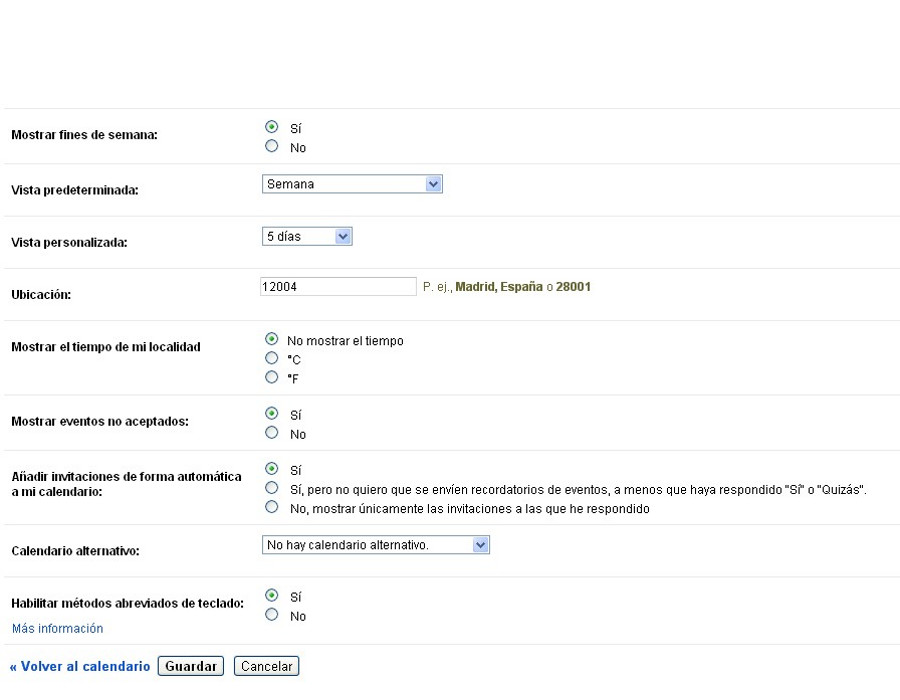 Mostrar fines de semana:
Sí
No
Vista predeterminada:
Semana
Vista personalizada:
5 días
Ubicación:
12004 P. ej., Madrid, España o 28001
Mostrar el tiempo de mi localidad
No mostrar el tiempo
°C
°F
Mostrar eventos no aceptados:
Sí
No
Añadir invitaciones de forma automática
a mi calendario:
Sí
Sí, pero no quiero que se envíen recordatorios de eventos, a menos que haya respondido "Sí" o "Quizás".
No, mostrar únicamente las invitaciones a las que he respondido
Calendario alternativo:
No hay calendario alternativo.
Habilitar métodos abreviados de teclado:
Más información
Sí
No
« Volver al calendario Guardar Cancelar